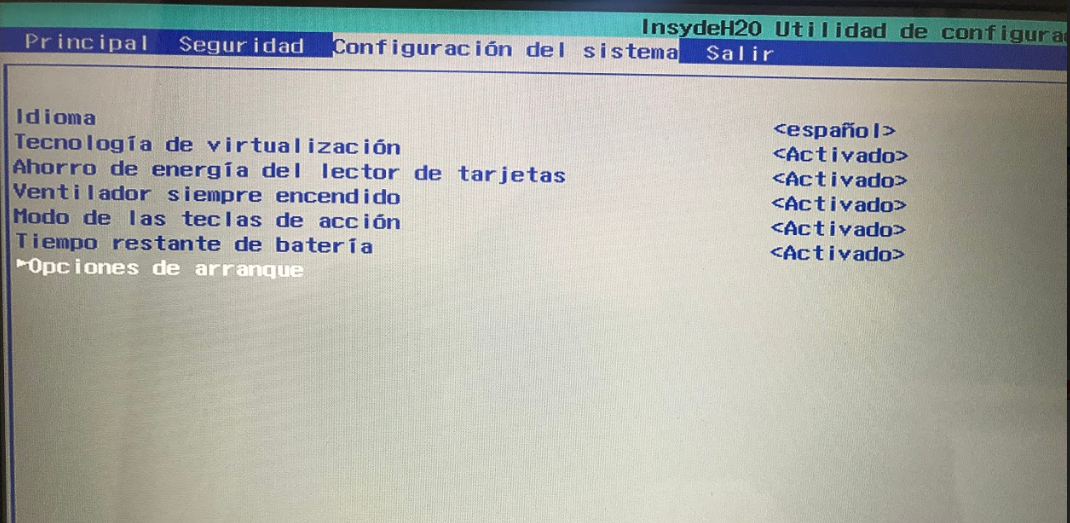 InsydeH20 Utilidad de
Principal Seguridad Configuración del sistema Salir
Idioma <español>
Tecnología de virtualización <Activado>
Ahorro de energía del lector de tarjetas <Activado>
Ventilador siempre encendido <Activado>
Modo de las teclas de acción <Activado>
Tiempo restante de batería <Activado>
►Opciones de arranque